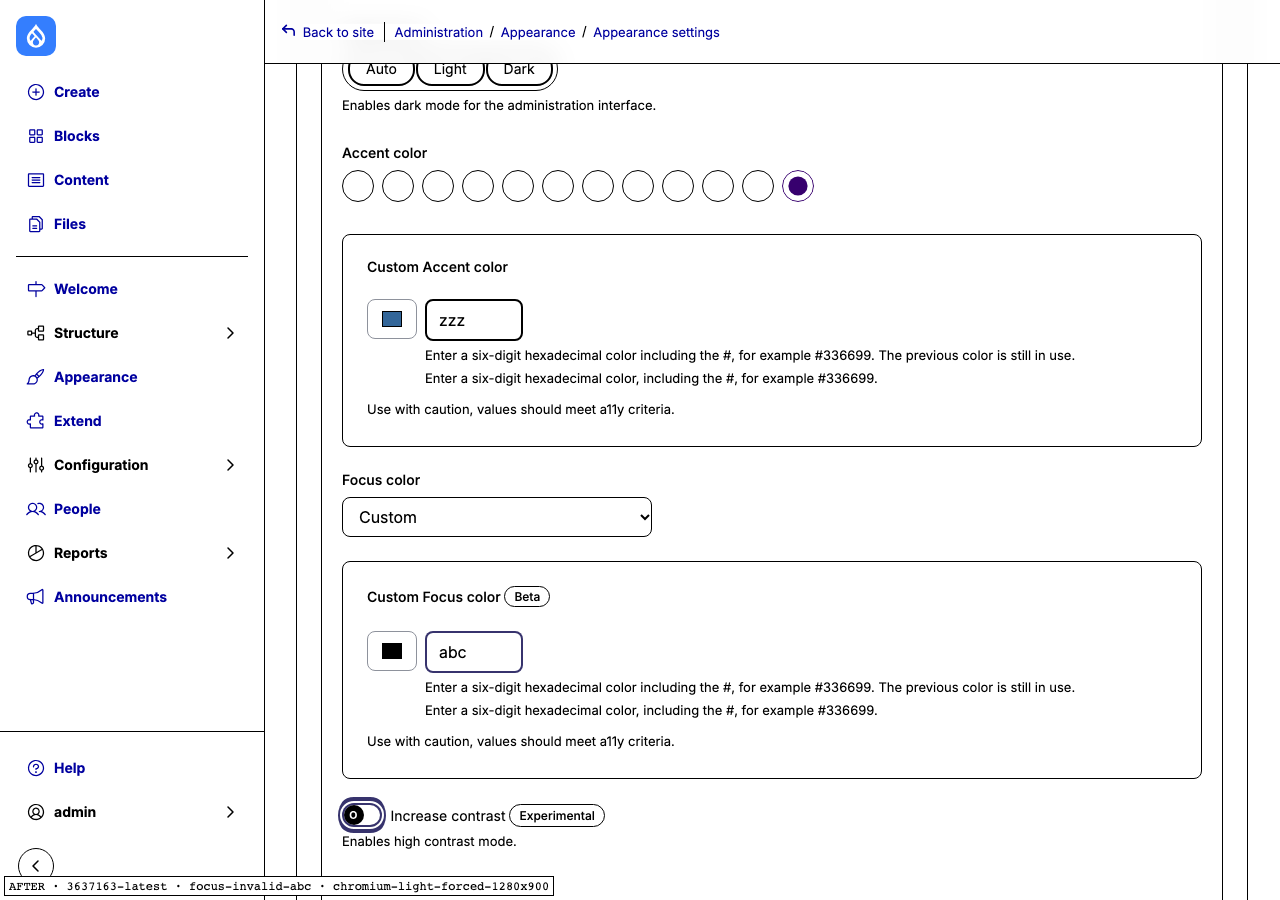 Back to site
Administration / Appearance / Appearance settings
Create
Blocks
Content
Files
Welcome
Structure
Appearance
Extend
Configuration
People
Reports
Announcements
Help
admin
Auto Light Dark
Enables dark mode for the administration interface.
Accent color
Custom Accent color
zzz
Enter a six-digit hexadecimal color including the #, for example #336699. The previous color is still in use.
Enter a six-digit hexadecimal color, including the #, for example #336699.
Use with caution, values should meet a11y criteria.
Focus color
Custom
Custom Focus color Beta
abc
Enter a six-digit hexadecimal color including the #, for example #336699. The previous color is still in use.
Enter a six-digit hexadecimal color, including the #, for example #336699.
Use with caution, values should meet a11y criteria.
Increase contrast Experimental
Enables high contrast mode.
AFTER · 3637163-latest · focus-invalid-abc · chromium-light-forced-1280x900